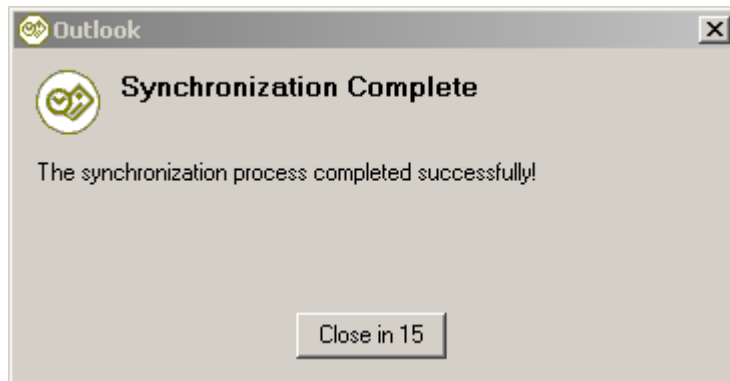 Outlook
Synchronization Complete
The synchronization process completed successfully!
Close in 15